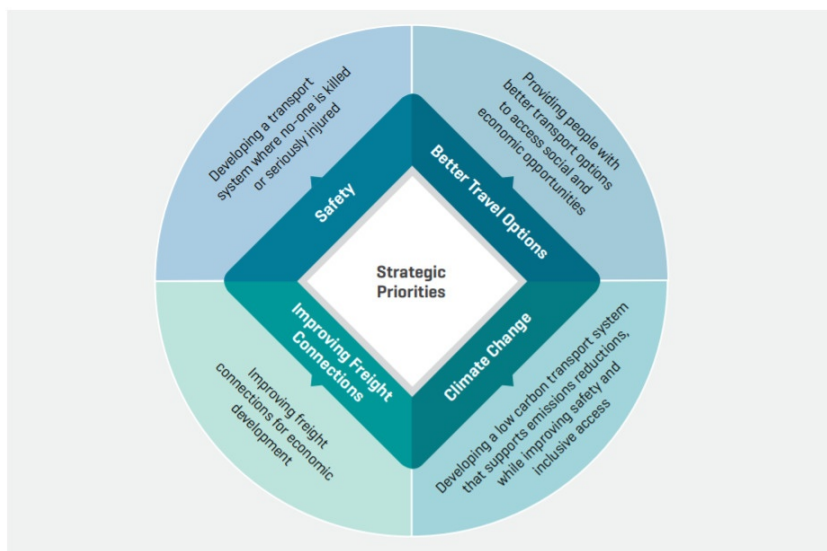 Developing a transport
system where no-one is killed
or seriously injured
Safety
Providing people with
better transport options
to access social and
economic opportunities
Better Travel Options
Strategic
Priorities
Improving Freight
Connections
Improving freight
connections for economic
development
Climate Change
Developing a low carbon transport system
that supports emissions reductions,
while improving safety and
inclusive access